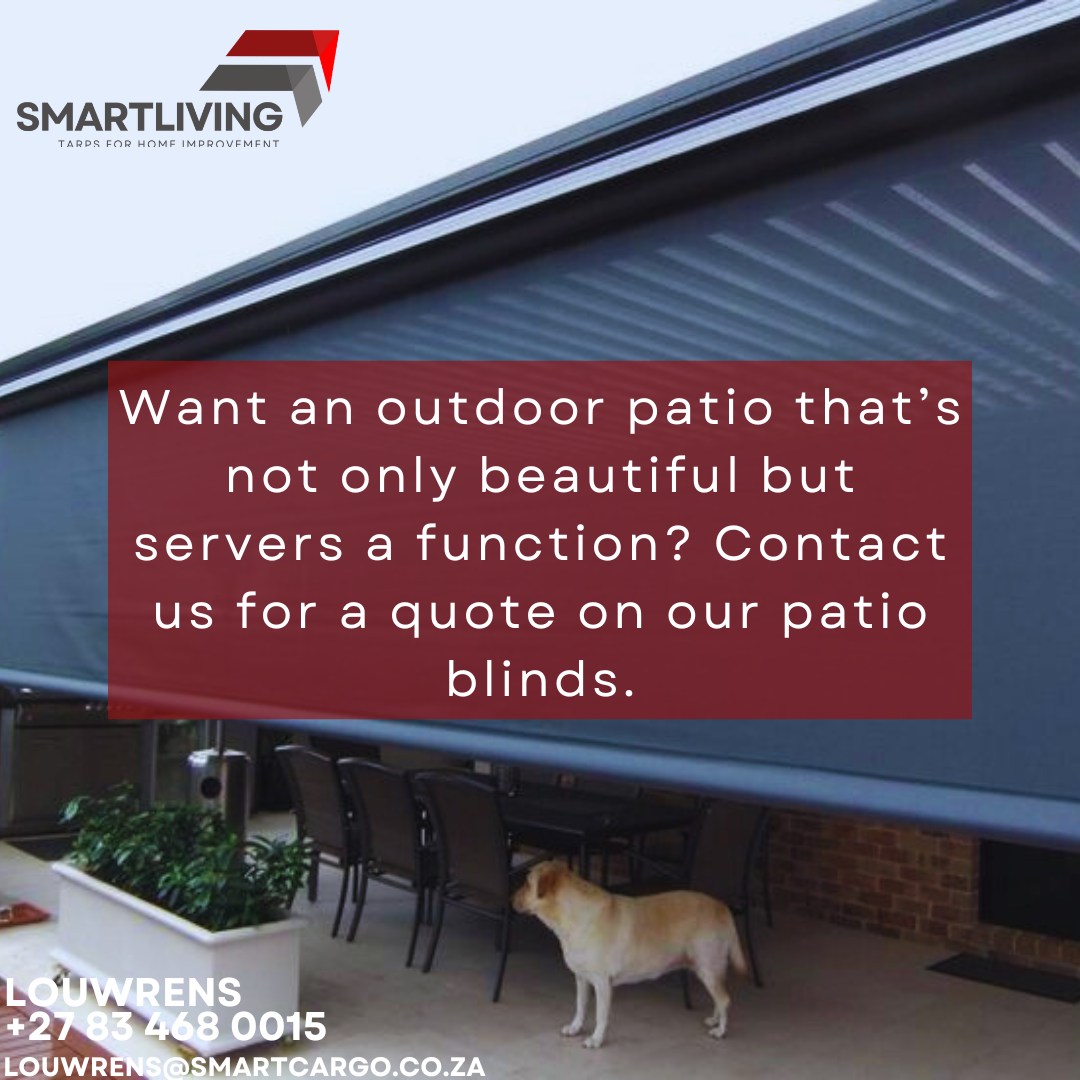 SMARTLIVING
TARPS FOR HOME IMPROVEMENT
Want an outdoor patio that’s
not only beautiful but
servers a function? Contact
us for a quote on our patio
blinds.
LOUWRENS
+27 83 468 0015
LOUWRENS@SMARTCARGO.CO.ZA